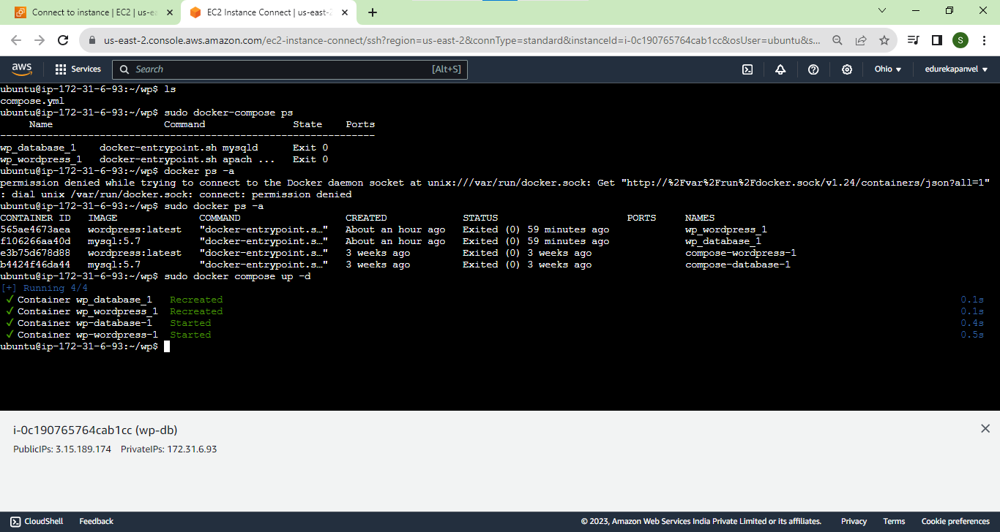 Connect to instance | EC2 | us-ea
EC2 Instance Connect | us-east-2
us-east-2.console.aws.amazon.com/ec2-instance-connect/ssh?region=us-east-2&connType=standard&instanceId=i-0c190765764cab1cc&osUser=ubuntu&s...
S
aws Services Search [Alt+S] Ohio edurekapanvel
ubuntu@ip-172-31-6-93:~/wp$ ls
compose.yml
ubuntu@ip-172-31-6-93:~/wp$ sudo docker-compose ps
Name Command State Ports
----------------------------------------------------------------
wp_database_1 docker-entrypoint.sh mysqld Exit 0
wp_wordpress_1 docker-entrypoint.sh apach ... Exit 0
ubuntu@ip-172-31-6-93:~/wp$ docker ps -a
permission denied while trying to connect to the Docker daemon socket at unix:///var/run/docker.sock: Get "http://%2Fvar%2Frun%2Fdocker.sock/v1.24/containers/json?all=1"
: dial unix /var/run/docker.sock: connect: permission denied
ubuntu@ip-172-31-6-93:~/wp$ sudo docker ps -a
CONTAINER ID IMAGE COMMAND CREATED STATUS PORTS NAMES
565ae4673aea wordpress:latest "docker-entrypoint.s…" About an hour ago Exited (0) 59 minutes ago wp_wordpress_1
f106266aa40d mysql:5.7 "docker-entrypoint.s…" About an hour ago Exited (0) 59 minutes ago wp_database_1
e3b75d678d88 wordpress:latest "docker-entrypoint.s…" 3 weeks ago Exited (0) 3 weeks ago compose-wordpress-1
b4424f46da44 mysql:5.7 "docker-entrypoint.s…" 3 weeks ago Exited (0) 3 weeks ago compose-database-1
ubuntu@ip-172-31-6-93:~/wp$ sudo docker compose up -d
[+] Running 4/4
✓ Container wp_database_1 Recreated 0.1s
✓ Container wp_wordpress_1 Recreated 0.1s
✓ Container wp-database-1 Started 0.4s
✓ Container wp-wordpress-1 Started 0.5s
ubuntu@ip-172-31-6-93:~/wp$
i-0c190765764cab1cc (wp-db)
PublicIPs: 3.15.189.174 PrivateIPs: 172.31.6.93
CloudShell Feedback © 2023, Amazon Web Services India Private Limited or its affiliates. Privacy Terms Cookie preferences